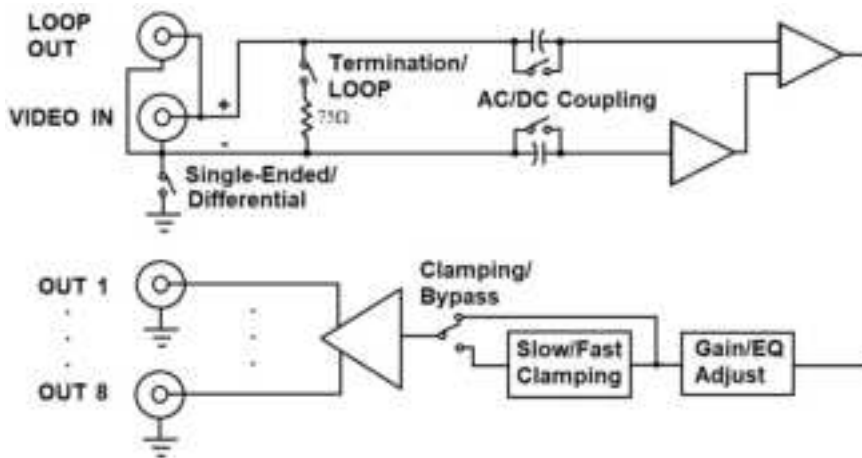 LOOP
OUT
Termination/
LOOP
75Ω
AC/DC Coupling
VIDEO IN
+
-
Single-Ended/
Differential
OUT 1
OUT 8
Clamping/
Bypass
Slow/Fast
Clamping
Gain/EQ
Adjust